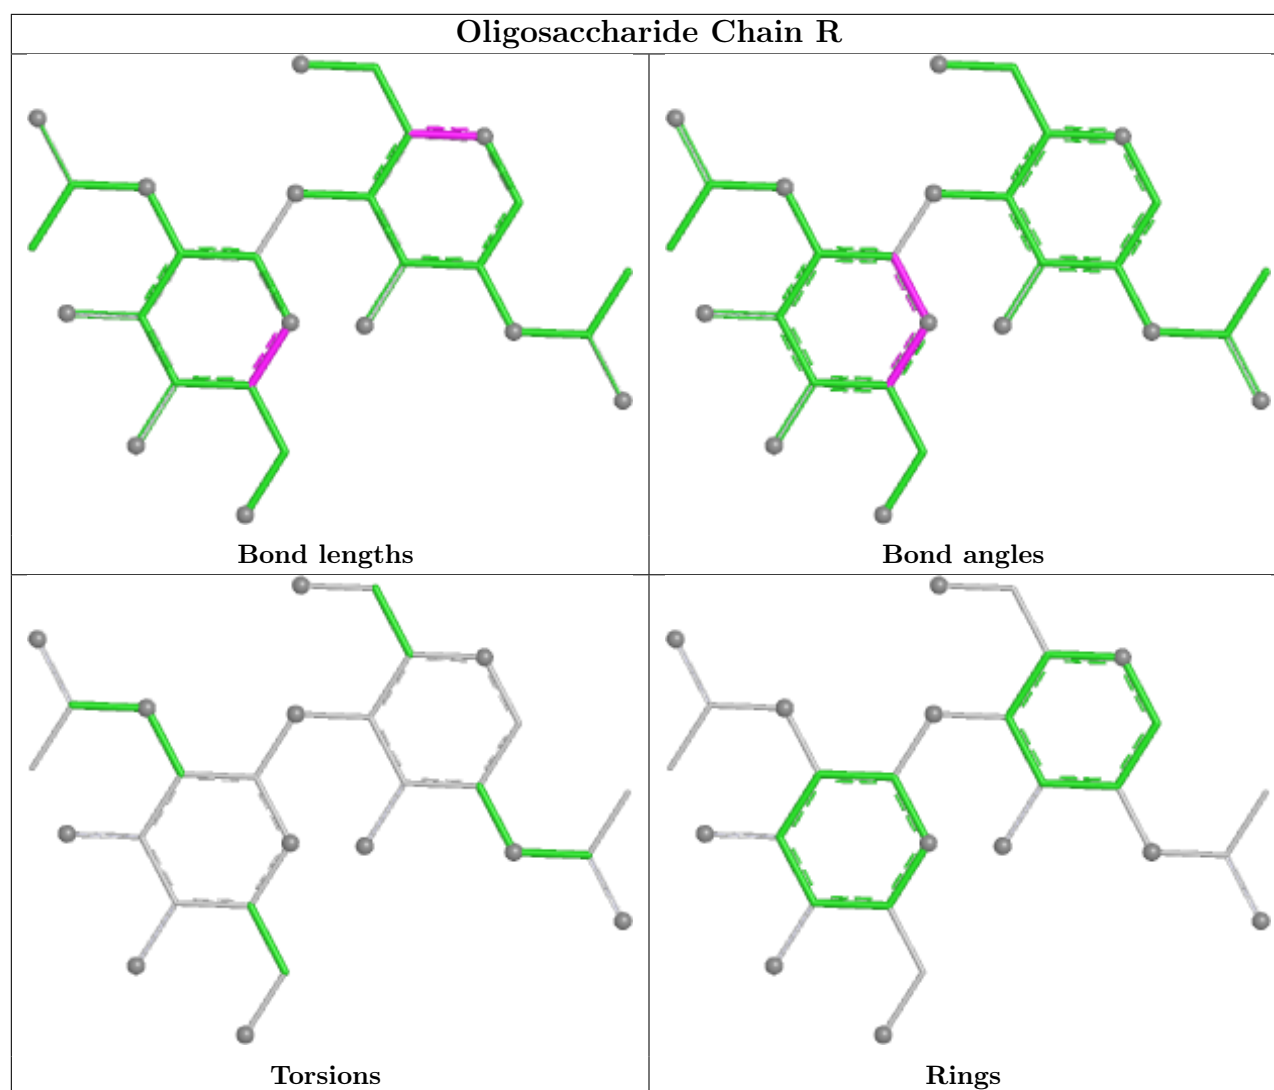 Oligosaccharide Chain R
Bond lengths
Bond angles
Torsions
Rings